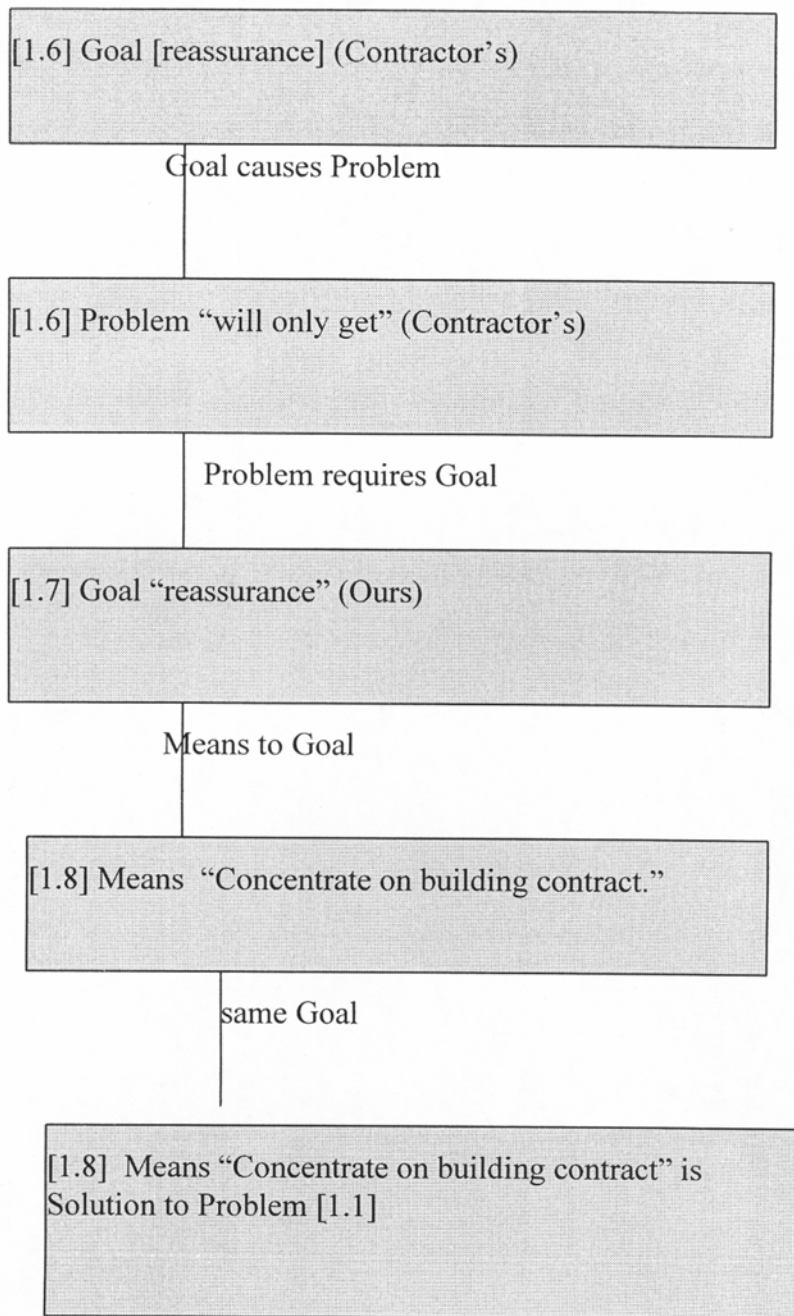 [1.6] Goal [reassurance] (Contractor's)
Goal causes Problem
[1.6] Problem “will only get” (Contractor's)
Problem requires Goal
[1.7] Goal “reassurance” (Ours)
Means to Goal
[1.8] Means “Concentrate on building contract.”
same Goal
[1.8] Means “Concentrate on building contract” is
Solution to Problem [1.1]